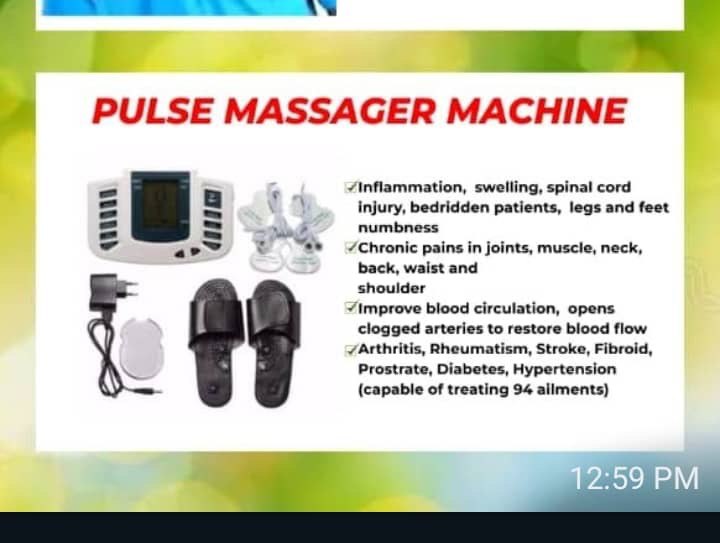 PULSE MASSAGER MACHINE
Inflammation, swelling, spinal cord
injury, bedridden patients, legs and feet
numbness
Chronic pains in joints, muscle, neck,
back, waist and
shoulder
Improve blood circulation, opens
clogged arteries to restore blood flow
Arthritis, Rheumatism, Stroke, Fibroid,
Prostrate, Diabetes, Hypertension
(capable of treating 94 ailments)
12:59 PM